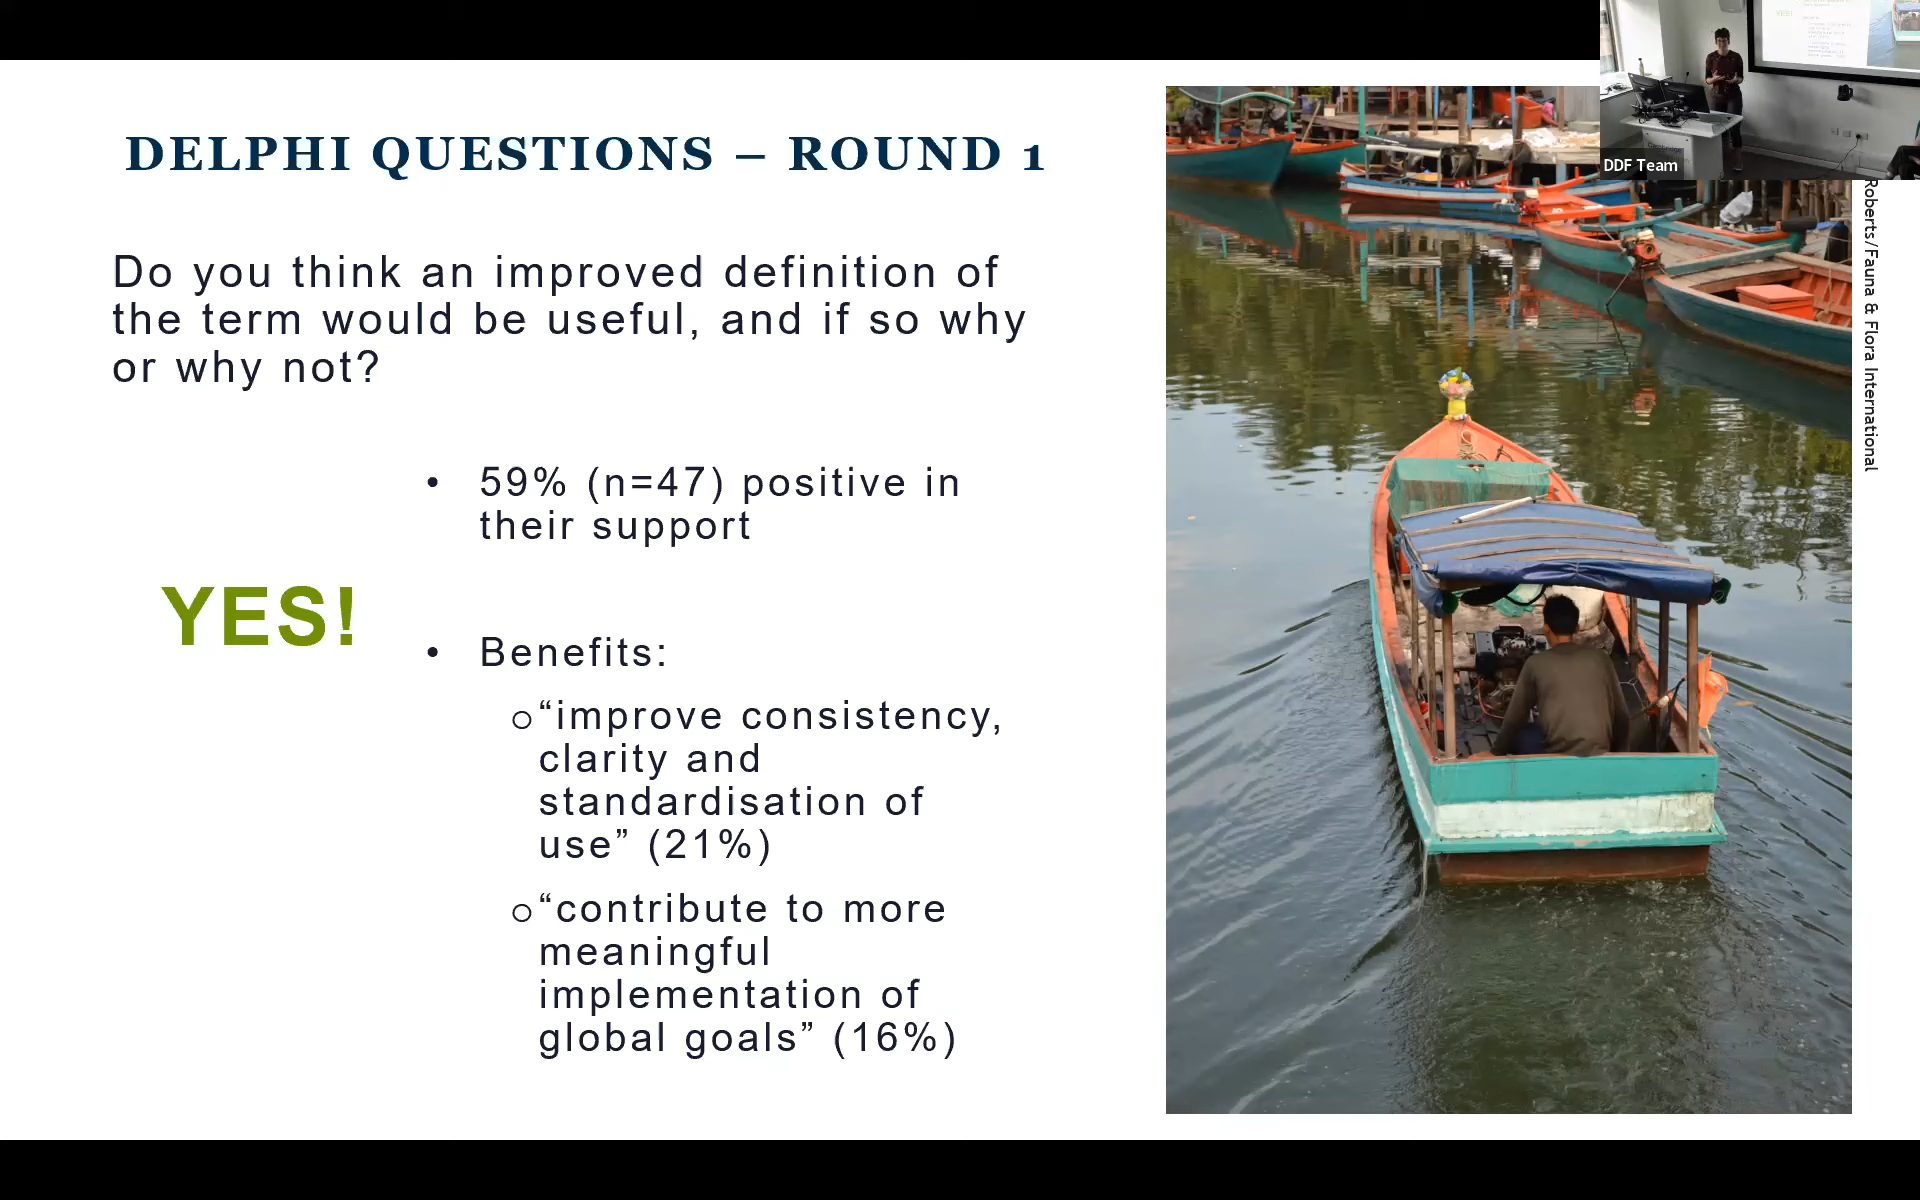 DELPHI QUESTIONS – ROUND 1
Do you think an improved definition of
the term would be useful, and if so why
or why not?
YES!
• 59% (n=47) positive in
their support
• Benefits:
o “improve consistency,
clarity and
standardisation of
use” (21%)
o “contribute to more
meaningful
implementation of
global goals” (16%)
DDF Team
Roberts/Fauna & Flora International